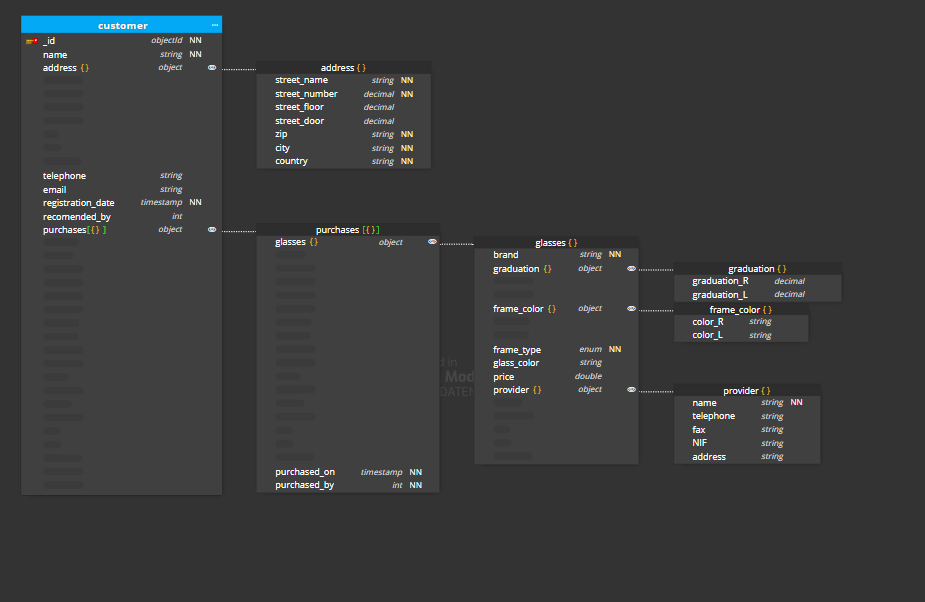 customer ...
_id objectId NN
name string NN
address {} object
telephone string
email string
registration_date timestamp NN
recomended_by int
purchases[{}] object
address {}
street_name string NN
street_number decimal NN
street_floor decimal
street_door decimal
zip string NN
city string NN
country string NN
purchases [{}]
glasses {} object
purchased_on timestamp NN
purchased_by int NN
glasses {}
brand string NN
graduation {} object
frame_color {} object
frame_type enum NN
glass_color string
price double
provider {} object
graduation {}
graduation_R decimal
graduation_L decimal
frame_color {}
color_R string
color_L string
provider {}
name string NN
telephone string
fax string
NIF string
address string
d in
Mod
DATE